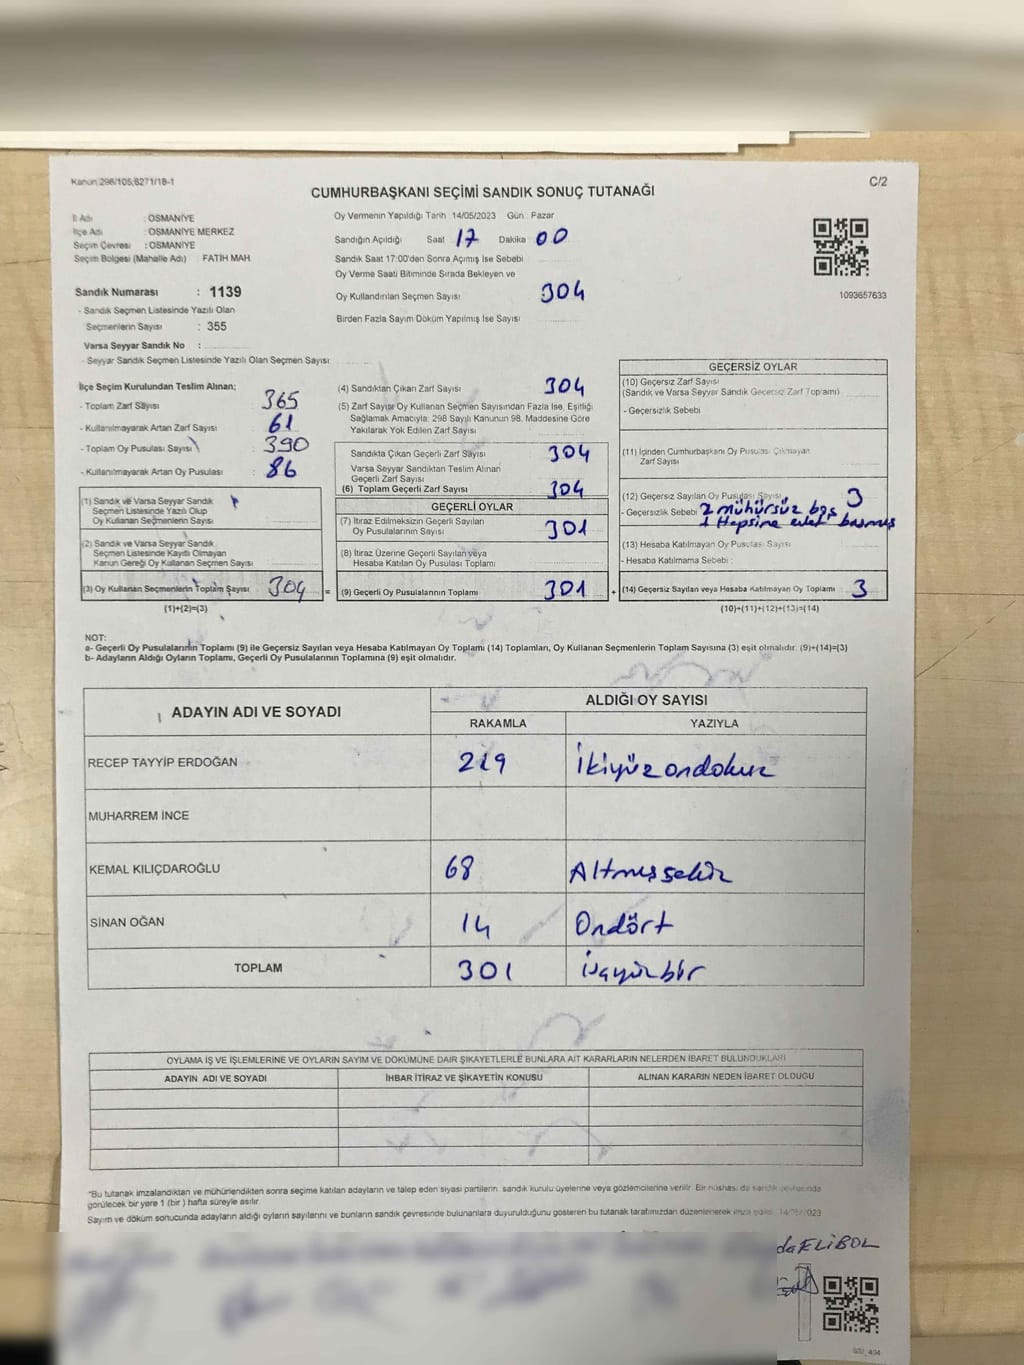 Kanun:298/105,6271/18-1
C/2
CUMHURBAŞKANI SEÇİMİ SANDIK SONUÇ TUTANAĞI
İl Adı : OSMANİYE
İlçe Adı : OSMANİYE MERKEZ
Seçim Çevresi : OSMANİYE
Seçim Bölgesi (Mahalle Adı) FATİH MAH
Sandık Numarası : 1139
- Sandık Seçmen Listesinde Yazılı Olan
Seçmenlerin Sayısı : 355
Varsa Seyyar Sandık No :
- Seyyar Sandık Seçmen Listesinde Yazılı Olan Seçmen Sayısı:
Oy Vermenin Yapıldığı Tarih 14/05/2023 Gün : Pazar
Sandığın Açıldığı Saat 17 Dakika 00
Sandık Saat 17:00'den Sonra Açımış İse Sebebi
Oy Verme Saati Bitiminde Sırada Bekleyen ve
Oy Kullandırılan Seçmen Sayısı 304
Birden Fazla Sayım Döküm Yapılmış İse Sayısı
1093657633
İlçe Seçim Kurulundan Teslim Alınan;
- Toplam Zarf Sayısı : 365
- Kullanılmayarak Artan Zarf Sayısı : 61
- Toplam Oy Pusulası Sayısı : 390
- Kullanılmayarak Artan Oy Pusulası : 86
(1) Sandık ve Varsa Seyyar Sandık
Seçmen Listesinde Yazılı Olup
Oy Kullanan Seçmenlerin Sayısı
(2) Sandık ve Varsa Seyyar Sandık
Seçmen Listesinde Kayıtlı Olmayan
Kanun Gereği Oy Kullanan Seçmen Sayısı
(3) Oy Kullanan Seçmenlerin Toplam Sayısı 304 =
(1)+(2)=(3)
(4) Sandıktan Çıkan Zarf Sayısı 304
(5) Zarf Sayısı Oy Kullanan Seçmen Sayısından Fazla İse, Eşitliği
Sağlamak Amacıyla; 298 Sayılı Kanunun 98. Maddesine Göre
Yakılarak Yok Edilen Zarf Sayısı
Sandıkta Çıkan Geçerli Zarf Sayısı 304
Varsa Seyyar Sandıktan Teslim Alınan
Geçerli Zarf Sayısı
(6) Toplam Geçerli Zarf Sayısı 304
GEÇERLİ OYLAR
(7) İtiraz Edilmeksizin Geçerli Sayılan
Oy Pusulalarının Sayısı 301
(8) İtiraz Üzerine Geçerli Sayılan veya
Hesaba Katılan Oy Pusulası Toplamı
(9) Geçerli Oy Pusulalarının Toplamı 301 +
GEÇERSİZ OYLAR
(10) Geçersiz Zarf Sayısı
(Sandık ve Varsa Seyyar Sandık Geçersiz Zarf Toplamı)
- Geçersizlik Sebebi
(11) İçinden Cumhurbaşkanı Oy Pusulası Çıkmayan
Zarf Sayısı
(12) Geçersiz Sayılan Oy Pusulası Sayısı 3
- Geçersizlik Sebebi 2 mühürsüz boş
1 Hepsine evet basmış
(13) Hesaba Katılmayan Oy Pusulası Sayısı
- Hesaba Katılmama Sebebi :
(14) Geçersiz Sayılan veya Hesaba Katılmayan Oy Toplamı 3
(10)+(11)+(12)+(13)=(14)
NOT:
a- Geçerli Oy Pusulalarının Toplamı (9) ile Geçersiz Sayılan veya Hesaba Katılmayan Oy Toplamı (14) Toplamları, Oy Kullanan Seçmenlerin Toplam Sayısına (3) eşit olmalıdır. (9)+(14)=(3)
b- Adayların Aldığı Oyların Toplamı, Geçerli Oy Pusulalarının Toplamına (9) eşit olmalıdır.
ADAYIN ADI VE SOYADI
ALDIĞI OY SAYISI
RAKAMLA YAZIYLA
RECEP TAYYİP ERDOĞAN 219 İkiyüzondokuz
MUHARREM İNCE
KEMAL KILIÇDAROĞLU 68 Altmışsekiz
SİNAN OĞAN 14 Ondört
TOPLAM 301 üçyüzbir
OYLAMA İŞ VE İŞLEMLERİNE VE OYLARIN SAYIM VE DÖKÜMÜNE DAİR ŞİKAYETLERLE BUNLARA AİT KARARLARIN NELERDEN İBARET BULUNDUKLARI
ADAYIN ADI VE SOYADI İHBAR İTİRAZ VE ŞİKAYETİN KONUSU ALINAN KARARIN NEDEN İBARET OLDUĞU
*Bu tutanak imzalandıktan ve mühürlendikten sonra seçime katılan adayların ve talep eden siyasi partilerin, sandık kurulu üyelerine veya gözlemcilerine verilir. Bir nüshası da sandık çevresinde
görülecek bir yere 1 (bir) hafta süreyle asılır.
Sayım ve döküm sonucunda adayların aldığı oyların sayılarını ve bunların sandık çevresinde bulunanlara duyurulduğunu gösteren bu tutanak tarafımızdan düzenlenerek imza edildi. 14/05/2023
da ELİBOL